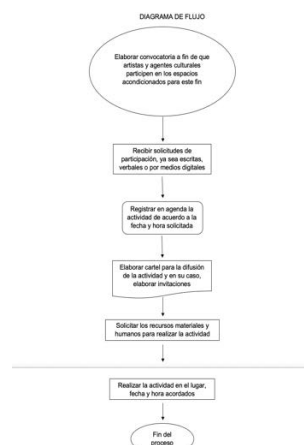 DIAGRAMA DE FLUJO
Elaborar convocatoria a fin de que
artistas y agentes culturales
participen en los espacios
acondicionados para este fin
Recibir solicitudes de
participación, ya sea escritas,
verbales o por medios digitales
Registrar en agenda la
actividad de acuerdo a la
fecha y hora solicitada
Elaborar cartel para la difusión
de la actividad y en su caso,
elaborar invitaciones
Solicitar los recursos materiales y
humanos para realizar la actividad
Realizar la actividad en el lugar,
fecha y hora acordados
Fin del
proceso